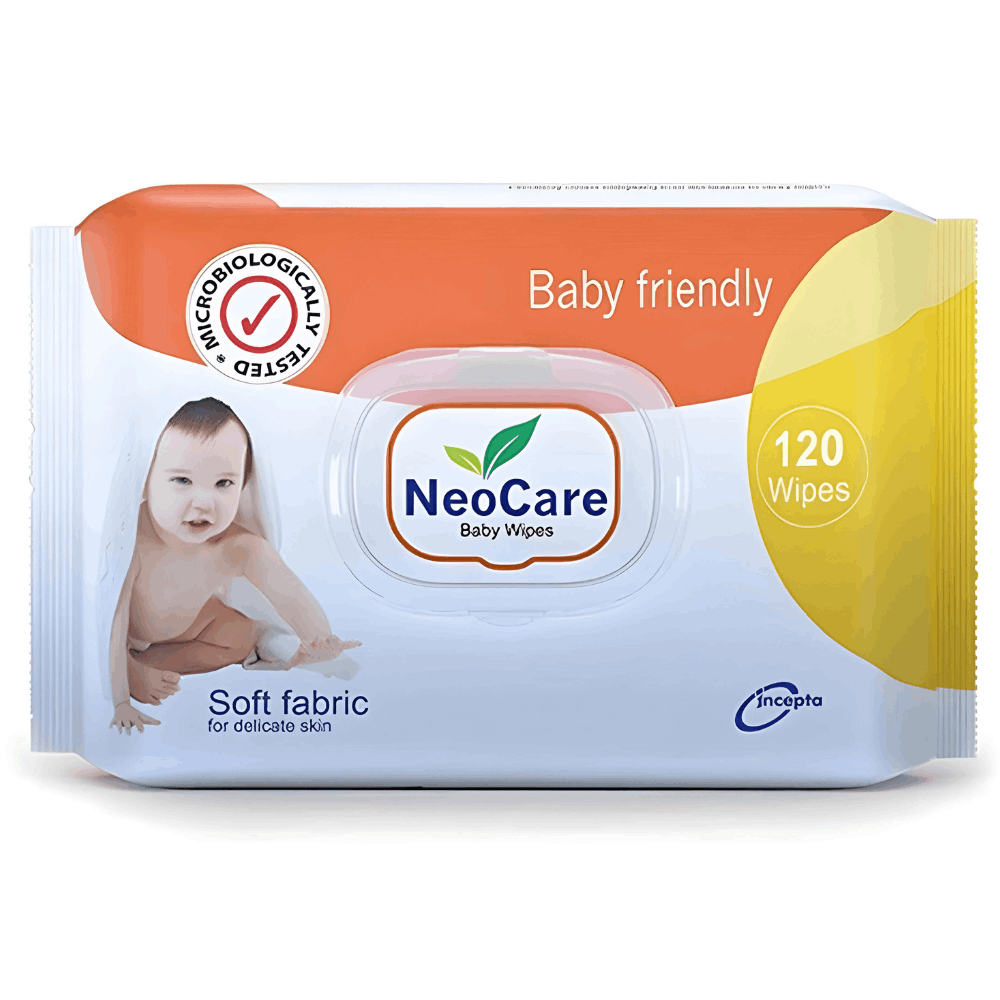 MICROBIOLOGICALLY TESTED
Baby friendly
NeoCare
Baby Wipes
120
Wipes
Soft fabric
for delicate skin
incepta